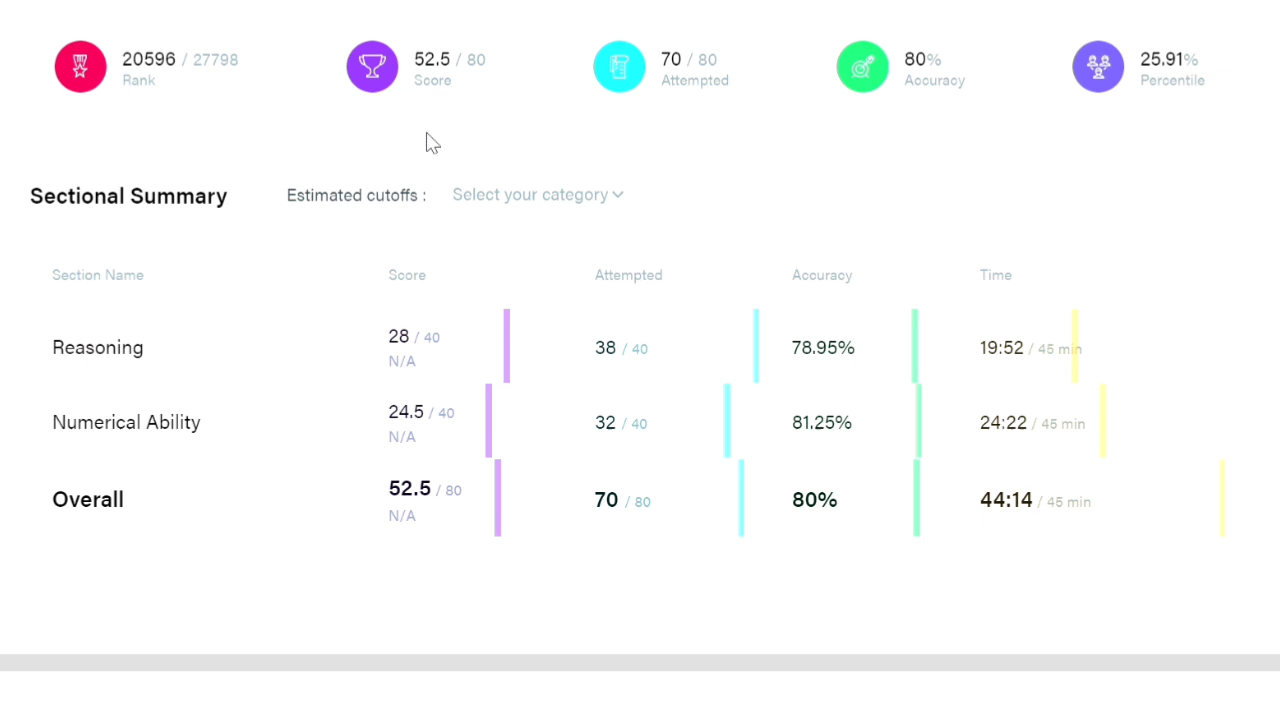 20596 / 27798
Rank
52.5 / 80
Score
70 / 80
Attempted
80%
Accuracy
25.91%
Percentile
Sectional Summary
Estimated cutoffs :
Select your category
Section Name Score Attempted Accuracy Time
Reasoning 28 / 40 38 / 40 78.95% 19:52 / 45 min
N/A
Numerical Ability 24.5 / 40 32 / 40 81.25% 24:22 / 45 min
N/A
Overall 52.5 / 80 70 / 80 80% 44:14 / 45 min
N/A